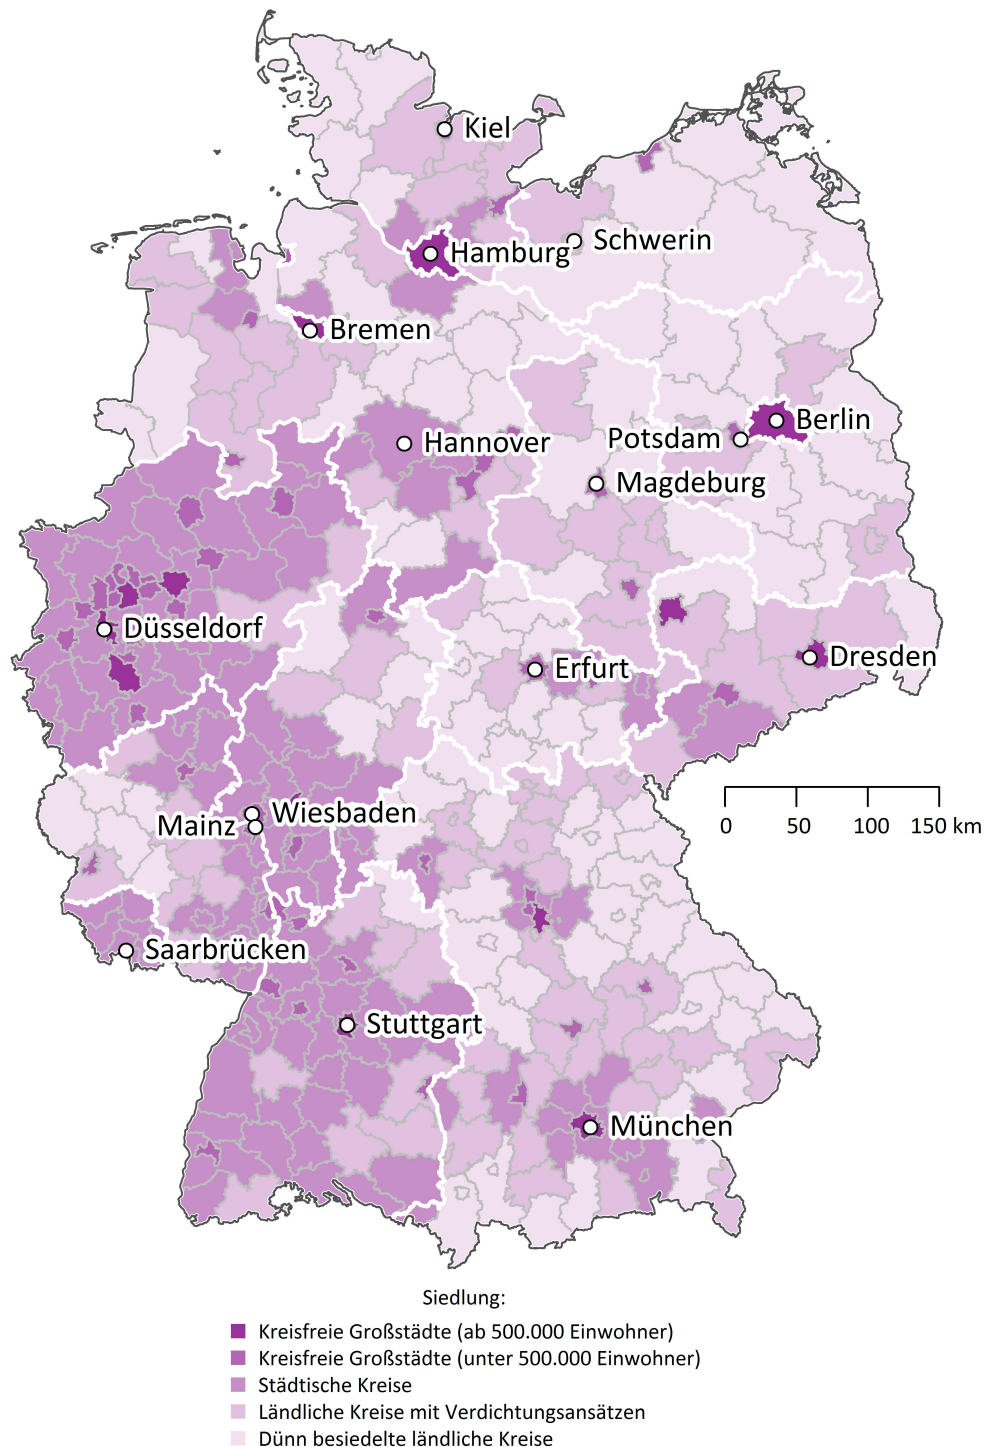 Kiel
Schwerin
Hamburg
Bremen
Berlin
Hannover
Potsdam
Magdeburg
Düsseldorf
Erfurt
Dresden
Wiesbaden
Mainz
0 50 100 150 km
Saarbrücken
Stuttgart
München
Siedlung:
Kreisfreie Großstädte (ab 500.000 Einwohner)
Kreisfreie Großstädte (unter 500.000 Einwohner)
Städtische Kreise
Ländliche Kreise mit Verdichtungsansätzen
Dünn besiedelte ländliche Kreise